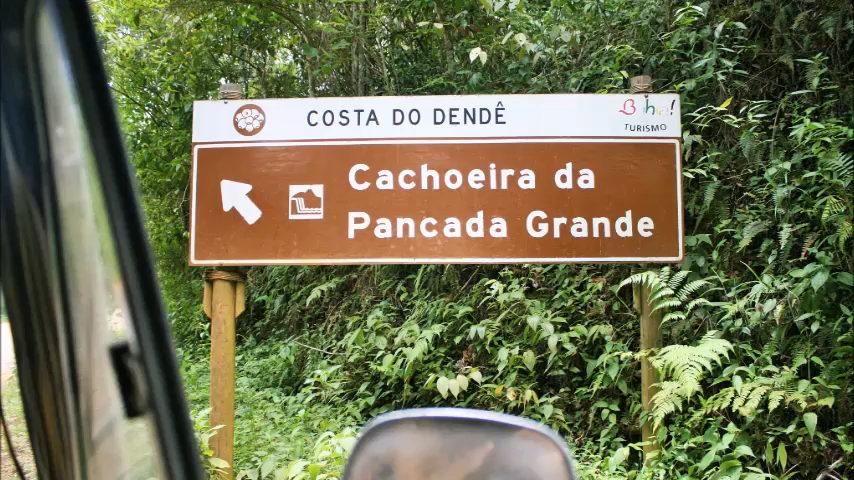 COSTA DO DENDÊ
Bahia!
TURISMO
Cachoeira da
Pancada Grande